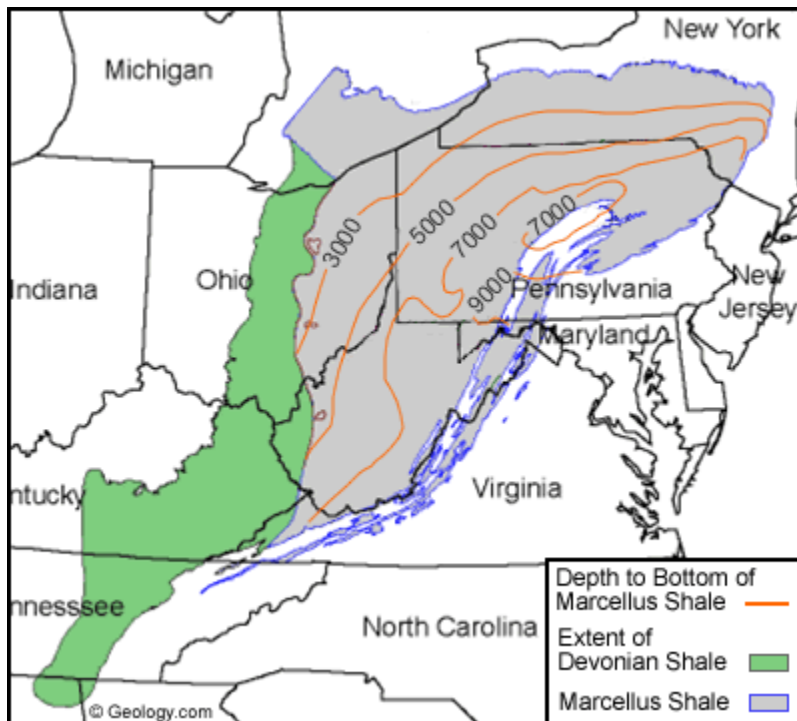 New York
Michigan
3000
5000
7000
7000
9000
Ohio
Indiana
Pennsylvania
New
Jersey
Maryland
Virginia
ntucky
nnesssee
North Carolina
© Geology.com
Depth to Bottom of
Marcellus Shale
Extent of
Devonian Shale
Marcellus Shale